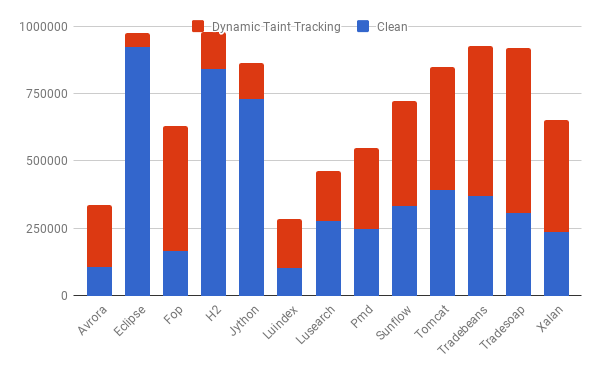 Dynamic Taint Tracking Clean
1000000
750000
500000
250000
0
Avrora
Eclipse
Fop
H2
Jython
Luindex
Lusearch
Pmd
Sunflow
Tomcat
Tradebeans
Tradesoap
Xalan